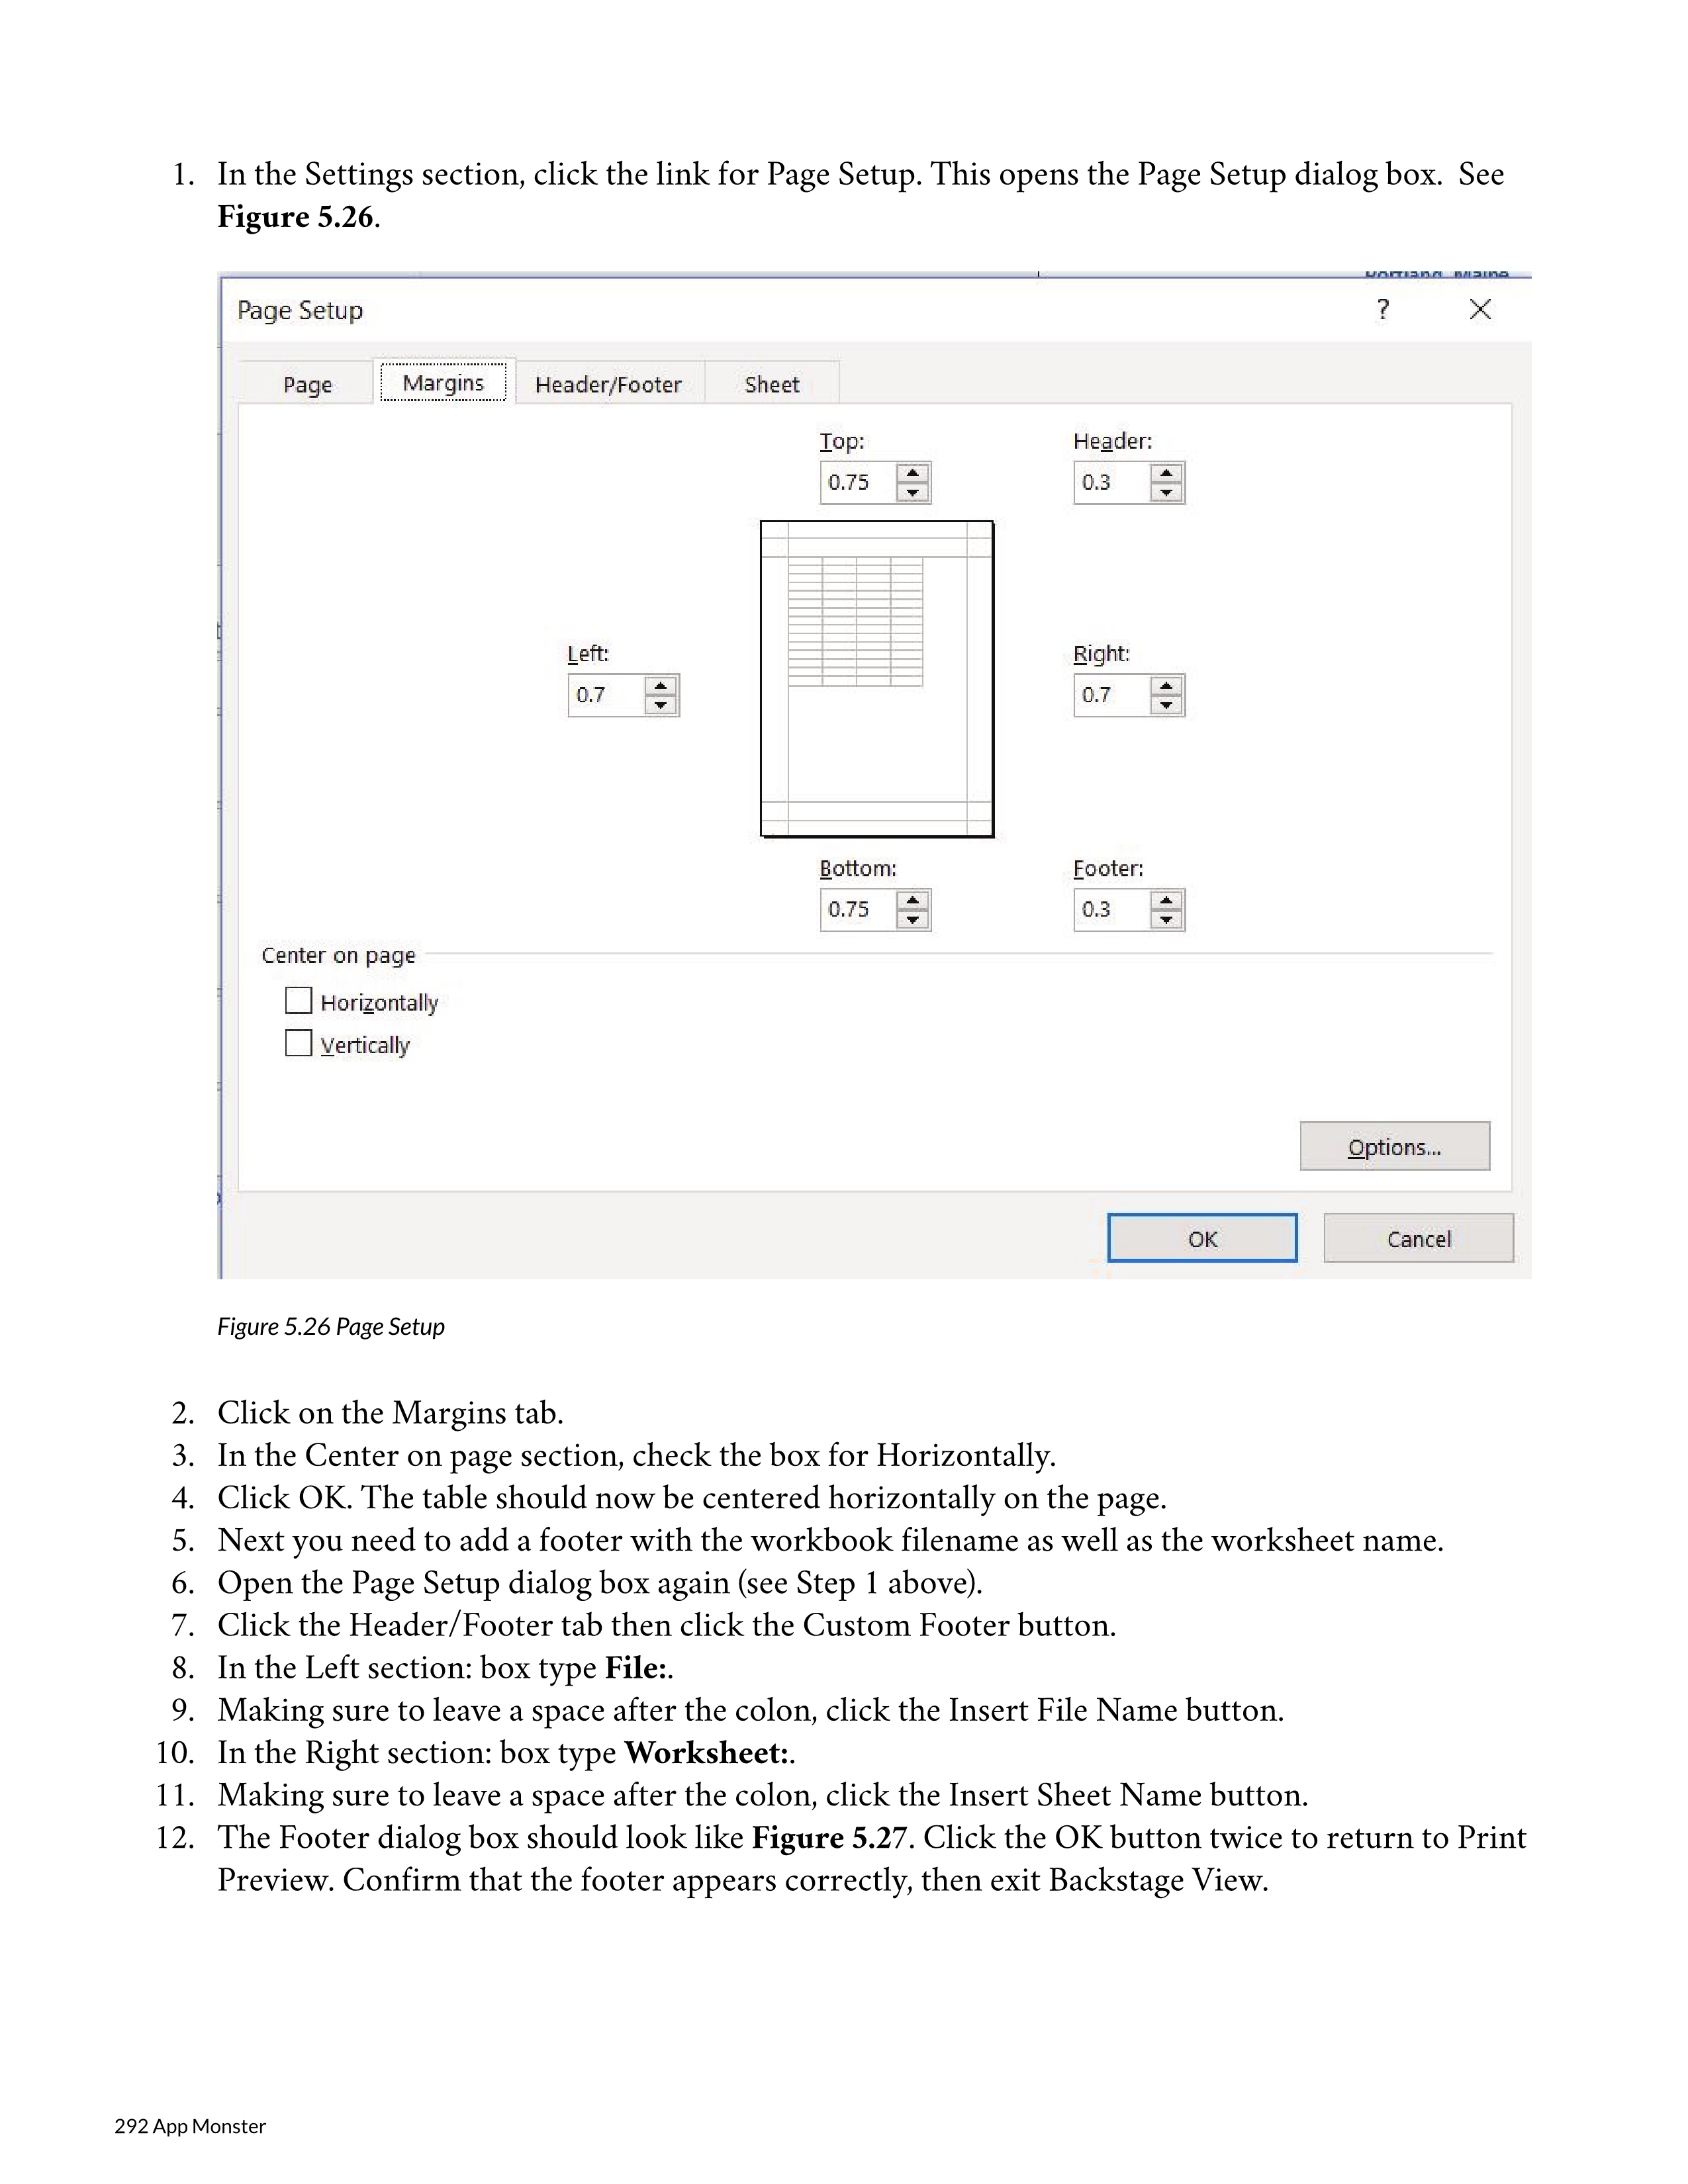 1. In the Settings section, click the link for Page Setup. This opens the Page Setup dialog box.  See
Figure 5.26.
Portland, Maine
Page Setup
?
Page
Margins
Header/Footer
Sheet
Top:
Header:
0.75
0.3
Left:
Right:
0.7
0.7
Bottom:
Footer:
0.75
0.3
Center on page
Horizontally
Vertically
Options...
OK
Cancel
Figure 5.26 Page Setup
2. Click on the Margins tab.
3. In the Center on page section, check the box for Horizontally.
4. Click OK. The table should now be centered horizontally on the page.
5. Next you need to add a footer with the workbook filename as well as the worksheet name.
6. Open the Page Setup dialog box again (see Step 1 above).
7. Click the Header/Footer tab then click the Custom Footer button.
8. In the Left section: box type File:.
9. Making sure to leave a space after the colon, click the Insert File Name button.
10. In the Right section: box type Worksheet:.
11. Making sure to leave a space after the colon, click the Insert Sheet Name button.
12. The Footer dialog box should look like Figure 5.27. Click the OK button twice to return to Print
Preview. Confirm that the footer appears correctly, then exit Backstage View.
292 App Monster